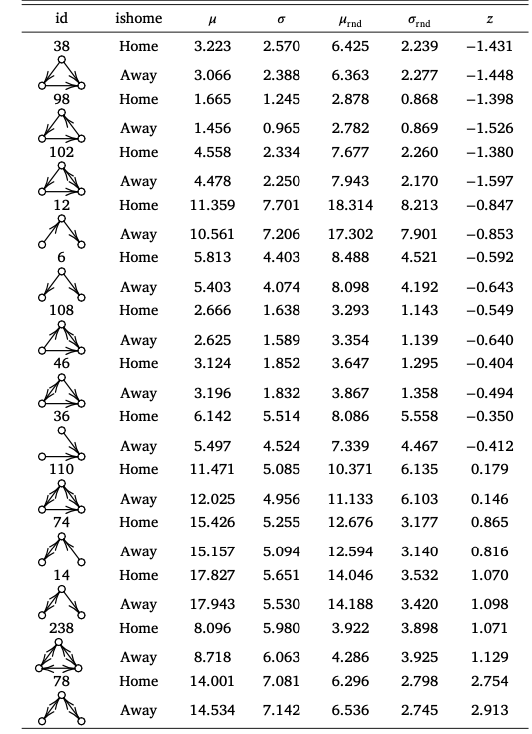 id ishome μ σ μrnd σrnd z
38 Home 3.223 2.570 6.425 2.239 −1.431
Away 3.066 2.388 6.363 2.277 −1.448
98 Home 1.665 1.245 2.878 0.868 −1.398
Away 1.456 0.965 2.782 0.869 −1.526
102 Home 4.558 2.334 7.677 2.260 −1.380
Away 4.478 2.250 7.943 2.170 −1.597
12 Home 11.359 7.701 18.314 8.213 −0.847
Away 10.561 7.206 17.302 7.901 −0.853
6 Home 5.813 4.403 8.488 4.521 −0.592
Away 5.403 4.074 8.098 4.192 −0.643
108 Home 2.666 1.638 3.293 1.143 −0.549
Away 2.625 1.589 3.354 1.139 −0.640
46 Home 3.124 1.852 3.647 1.295 −0.404
Away 3.196 1.832 3.867 1.358 −0.494
36 Home 6.142 5.514 8.086 5.558 −0.350
Away 5.497 4.524 7.339 4.467 −0.412
110 Home 11.471 5.085 10.371 6.135 0.179
Away 12.025 4.956 11.133 6.103 0.146
74 Home 15.426 5.255 12.676 3.177 0.865
Away 15.157 5.094 12.594 3.140 0.816
14 Home 17.827 5.651 14.046 3.532 1.070
Away 17.943 5.530 14.188 3.420 1.098
238 Home 8.096 5.980 3.922 3.898 1.071
Away 8.718 6.063 4.286 3.925 1.129
78 Home 14.001 7.081 6.296 2.798 2.754
Away 14.534 7.142 6.536 2.745 2.913